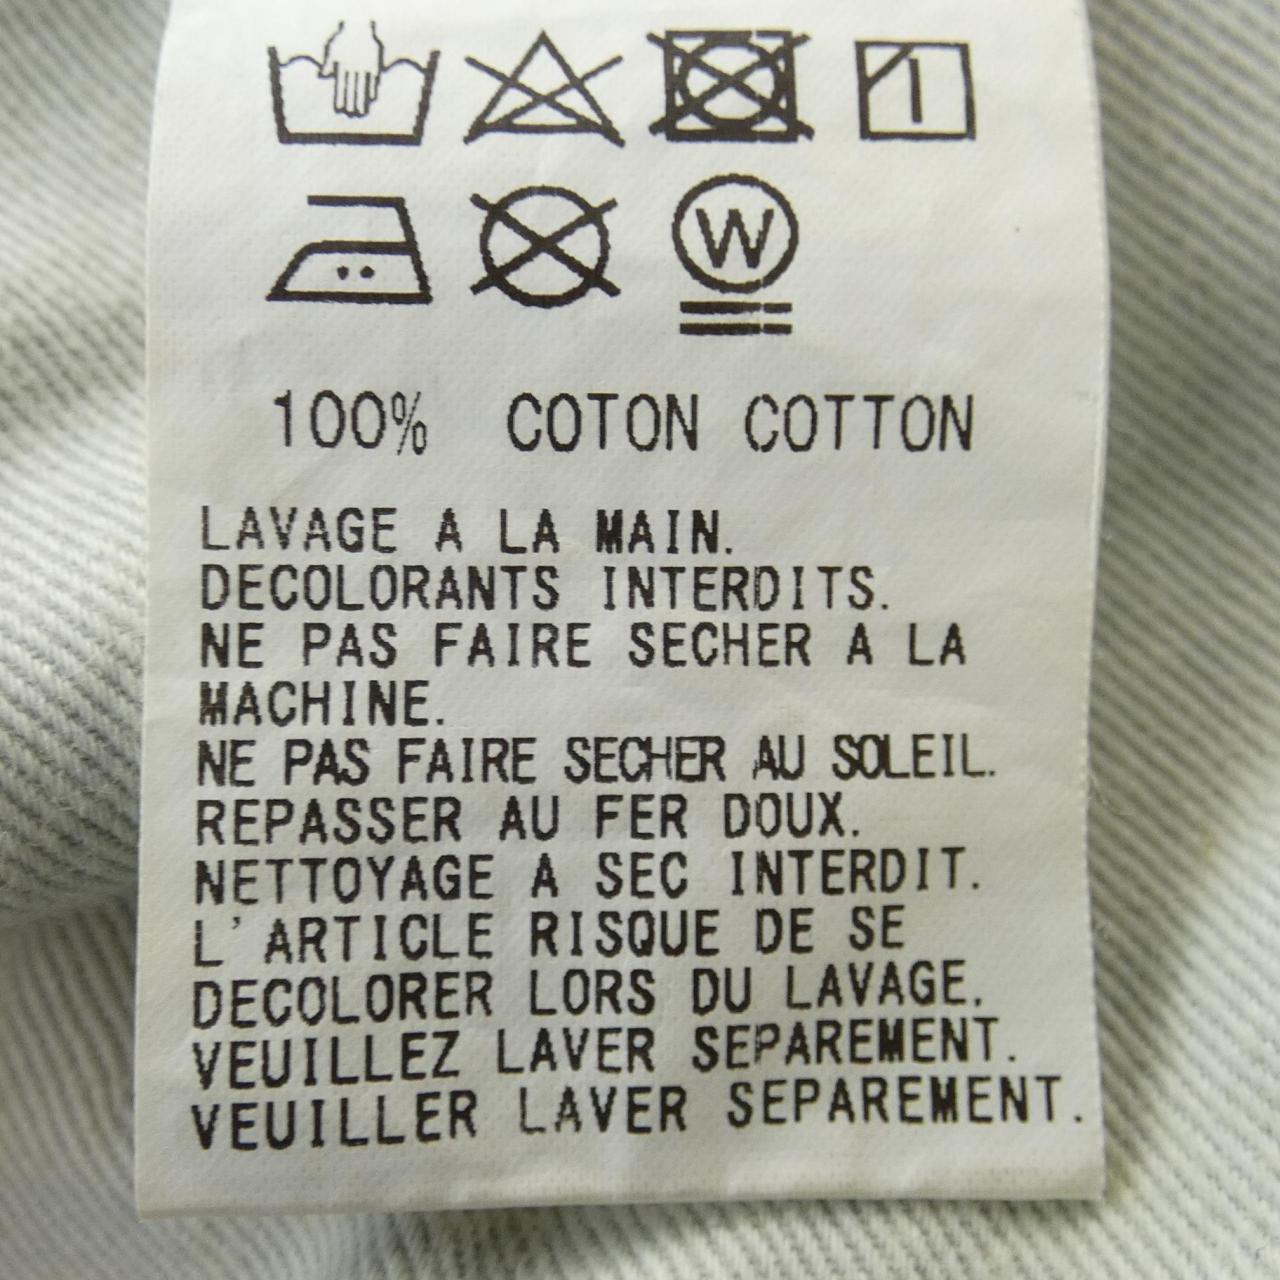 W
100% COTON COTTON
LAVAGE A LA MAIN.
DECOLORANTS INTERDITS.
NE PAS FAIRE SECHER A LA
MACHINE.
NE PAS FAIRE SECHER AU SOLEIL.
REPASSER AU FER DOUX.
NETTOYAGE A SEC INTERDIT.
L'ARTICLE RISQUE DE SE
DECOLORER LORS DU LAVAGE.
VEUILLEZ LAVER SEPAREMENT.
VEUILLER LAVER SEPAREMENT.